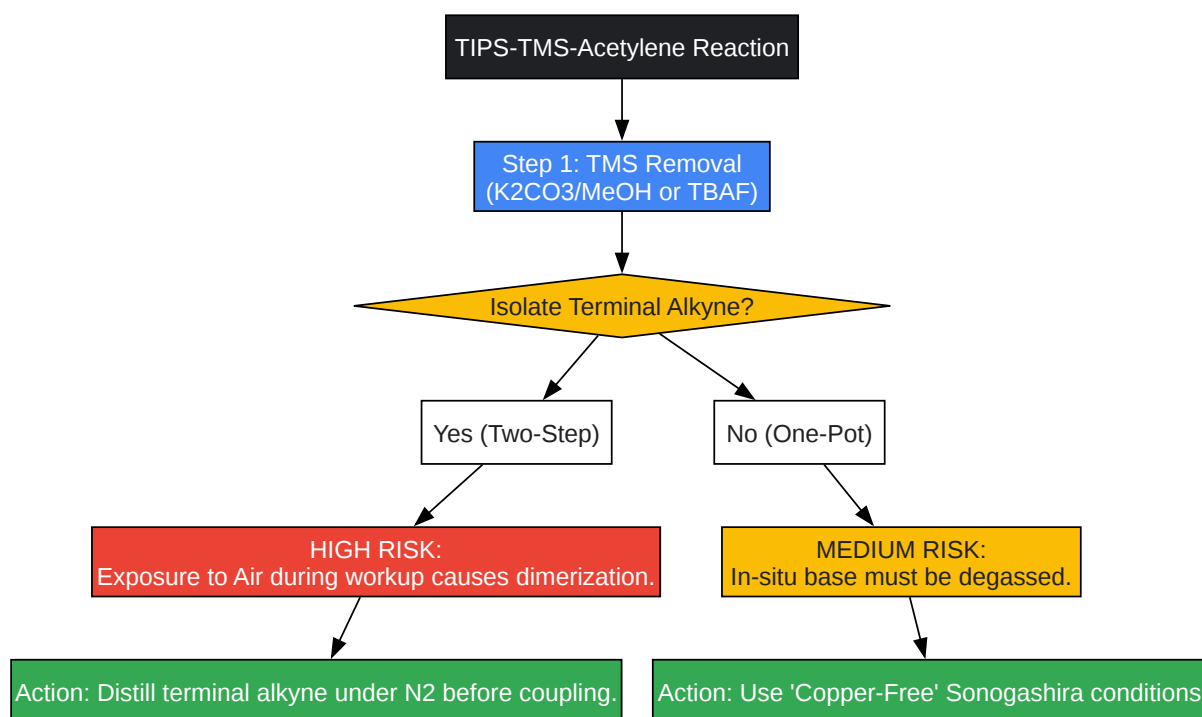 TIPS-TMS-Acetylene Reaction
Step 1: TMS Removal
(K2CO3/MeOH or TBAF)
Isolate Terminal Alkyne?
Yes (Two-Step)
No (One-Pot)
HIGH RISK:
Exposure to Air during workup causes dimerization.
MEDIUM RISK:
In-situ base must be degassed.
Action: Distill terminal alkyne under N2 before coupling.
Action: Use 'Copper-Free' Sonogashira conditions